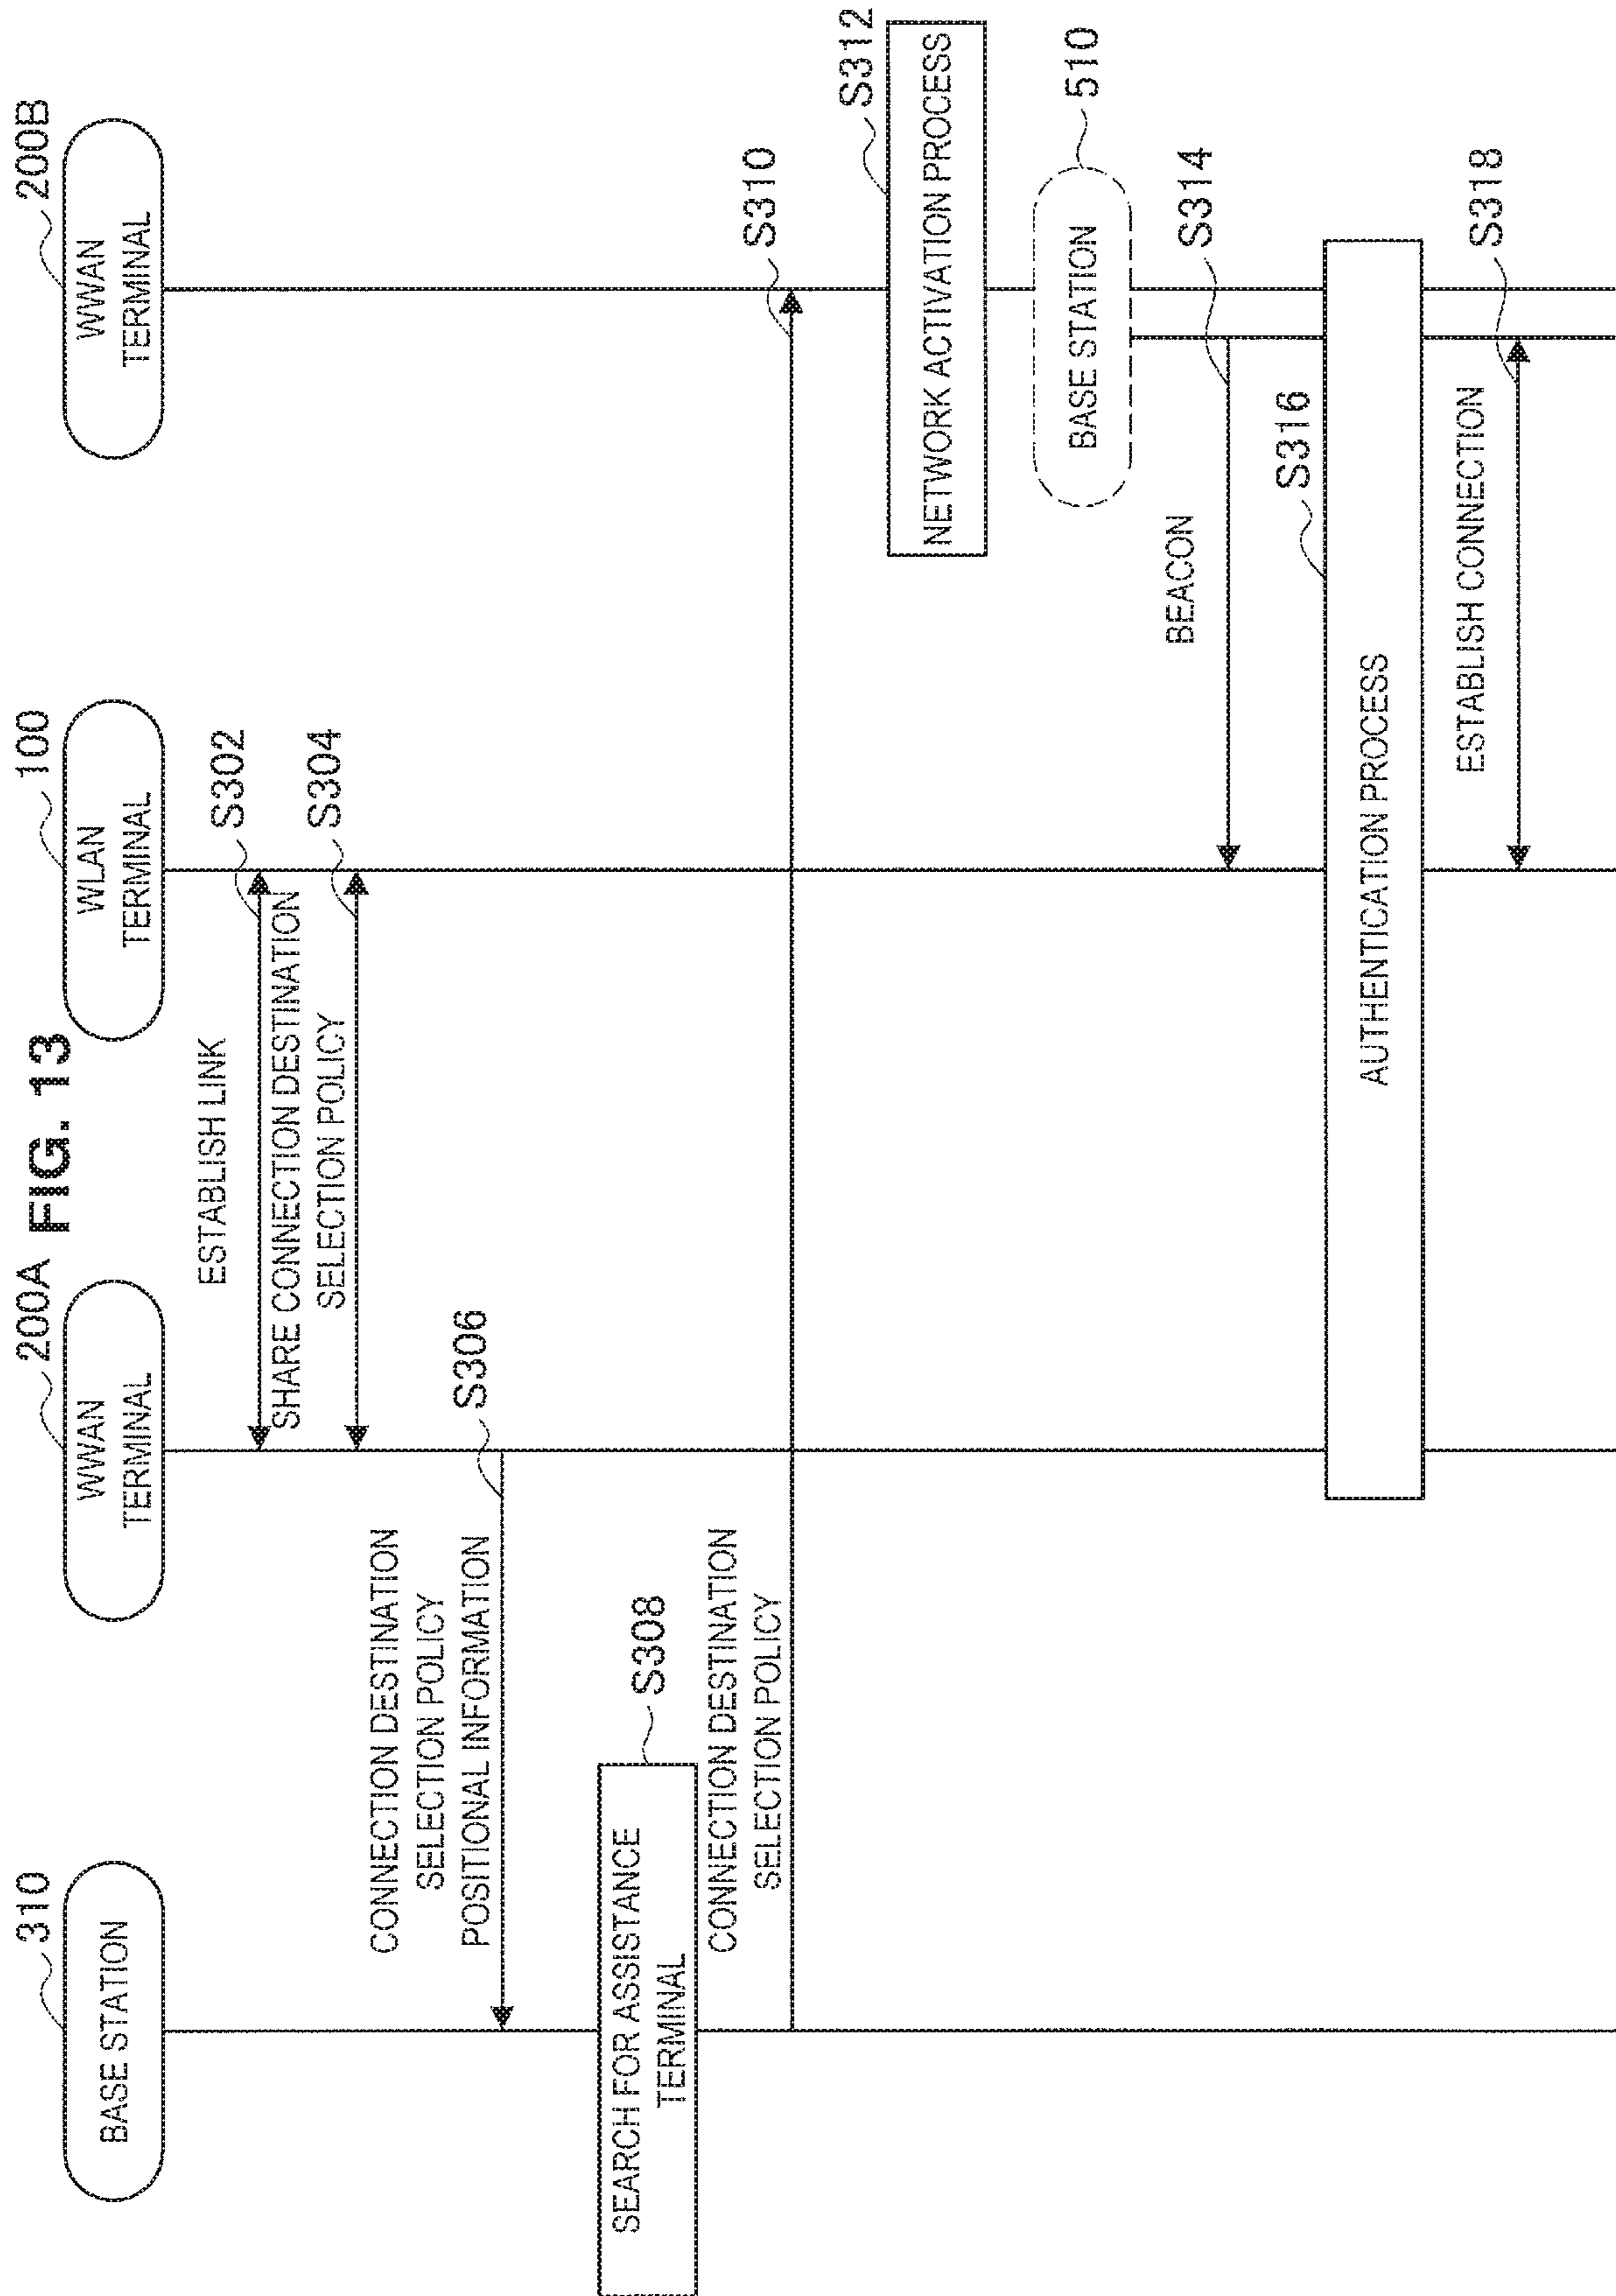 FIG. 13
310
BASE STATION
200A
WWAN
TERMINAL
100
WLAN
TERMINAL
200B
WWAN
TERMINAL
ESTABLISH LINK
S302
SHARE CONNECTION DESTINATION
SELECTION POLICY
S304
CONNECTION DESTINATION
SELECTION POLICY
POSITIONAL INFORMATION
S306
SEARCH FOR ASSISTANCE
TERMINAL
S308
CONNECTION DESTINATION
SELECTION POLICY
S310
S312
NETWORK ACTIVATION PROCESS
BASE STATION
510
BEACON
S314
AUTHENTICATION PROCESS
S316
ESTABLISH CONNECTION
S318